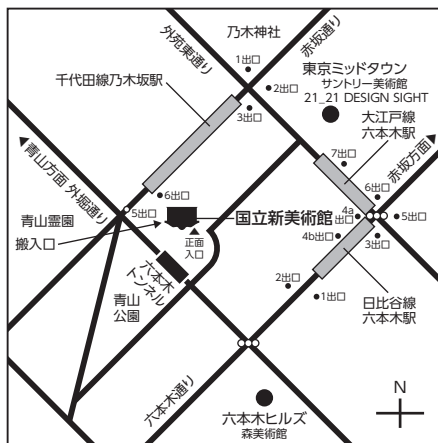 乃木神社
外苑東通り
赤坂通り
1出口
2出口
千代田線乃木坂駅
3出口
東京ミッドタウン
サントリー美術館
21_21 DESIGN SIGHT
大江戸線
六本木駅
7出口
赤坂方面
青山方面 外堀通り
6出口
5出口
6出口
4a
出口
5出口
青山霊園
搬入口
国立新美術館
正面
入口
4b出口
3出口
六本木
トンネル
青山
公園
2出口
1出口
日比谷線
六本木駅
六本木通り
六本木ヒルズ
森美術館
N